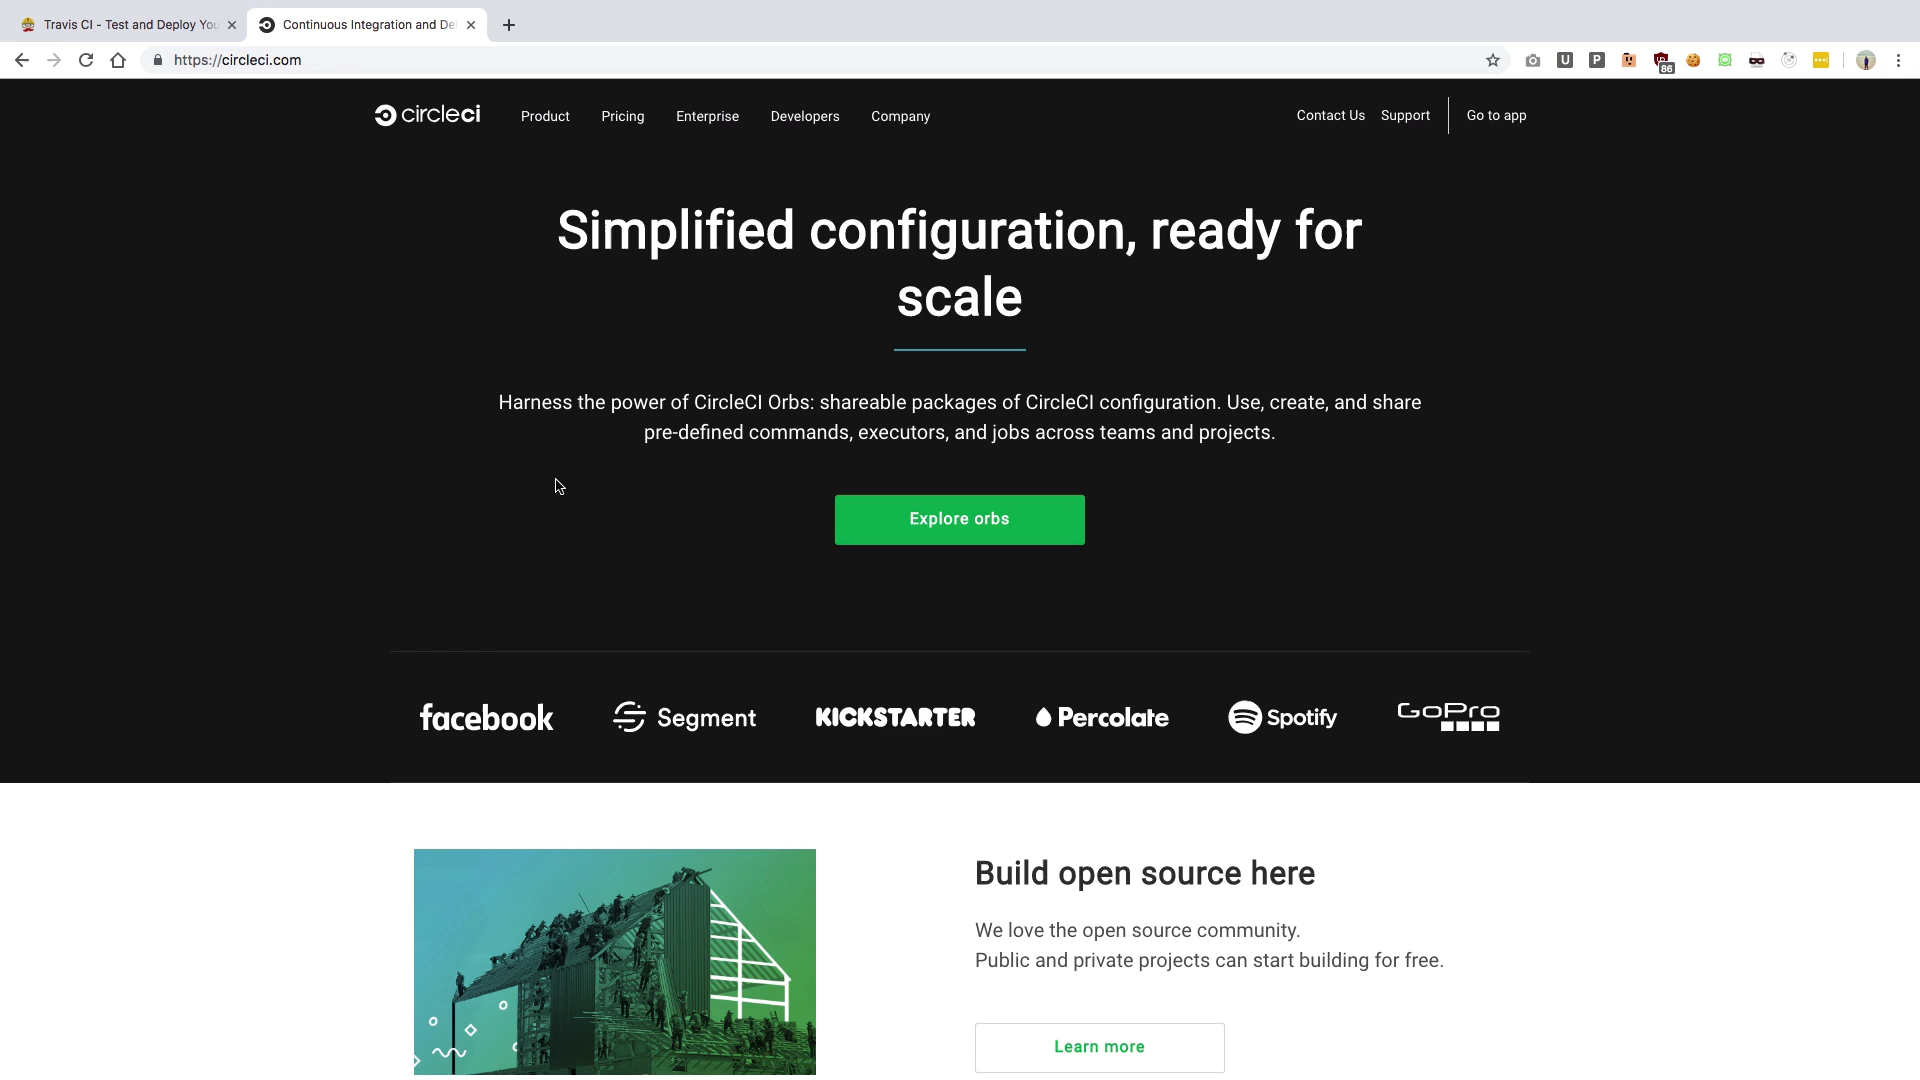 Travis CI - Test and Deploy You
Continuous Integration and Del
https://circleci.com
U
P
86
circleci
Product
Pricing
Enterprise
Developers
Company
Contact Us
Support
Go to app
Simplified configuration, ready for
scale
Harness the power of CircleCI Orbs: shareable packages of CircleCI configuration. Use, create, and share
pre-defined commands, executors, and jobs across teams and projects.
Explore orbs
facebook
Segment
KICKSTARTER
Percolate
Spotify
GoPro
Build open source here
We love the open source community.
Public and private projects can start building for free.
Learn more